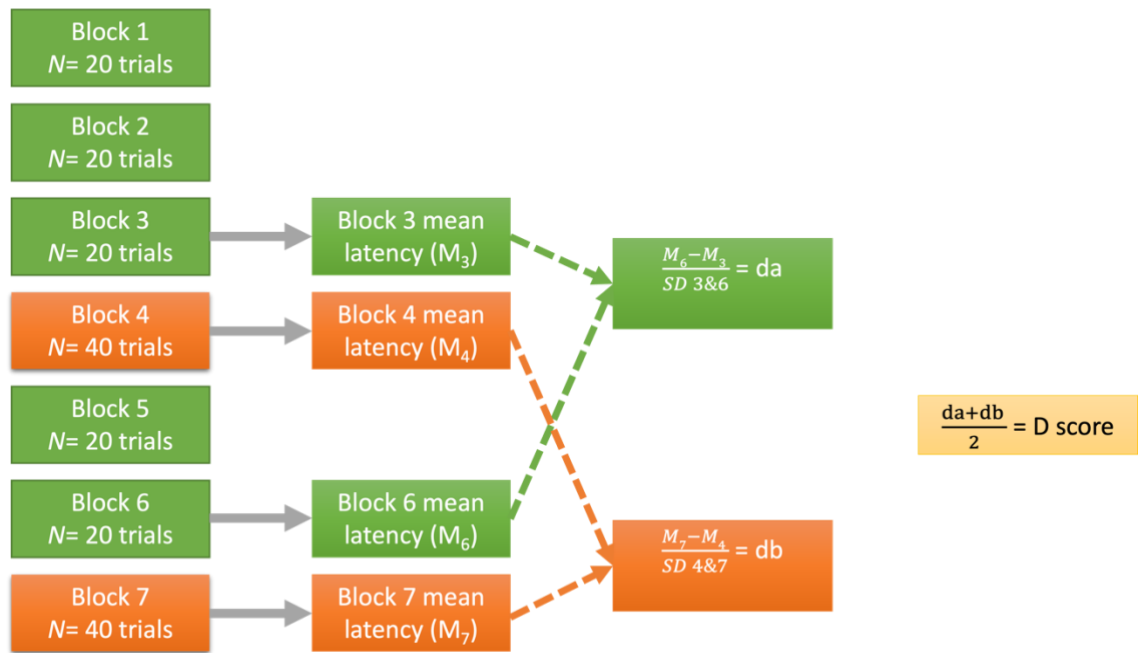 Block 1
N= 20 trials
Block 2
N= 20 trials
Block 3
N= 20 trials
Block 4
N= 40 trials
Block 5
N= 20 trials
Block 6
N= 20 trials
Block 7
N= 40 trials
Block 3 mean
latency (M₃)
Block 4 mean
latency (M₄)
Block 6 mean
latency (M₆)
Block 7 mean
latency (M₇)
M₆−M₃
SD 3&6
= da
M₇−M₄
SD 4&7
= db
da+db
2
= D score